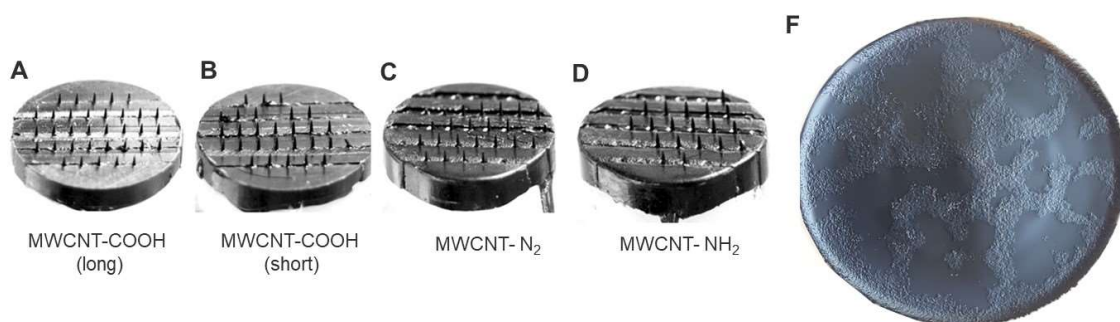 A
B
C
D
F
MWCNT-COOH
(long)
MWCNT-COOH
(short)
MWCNT- N2
MWCNT- NH2